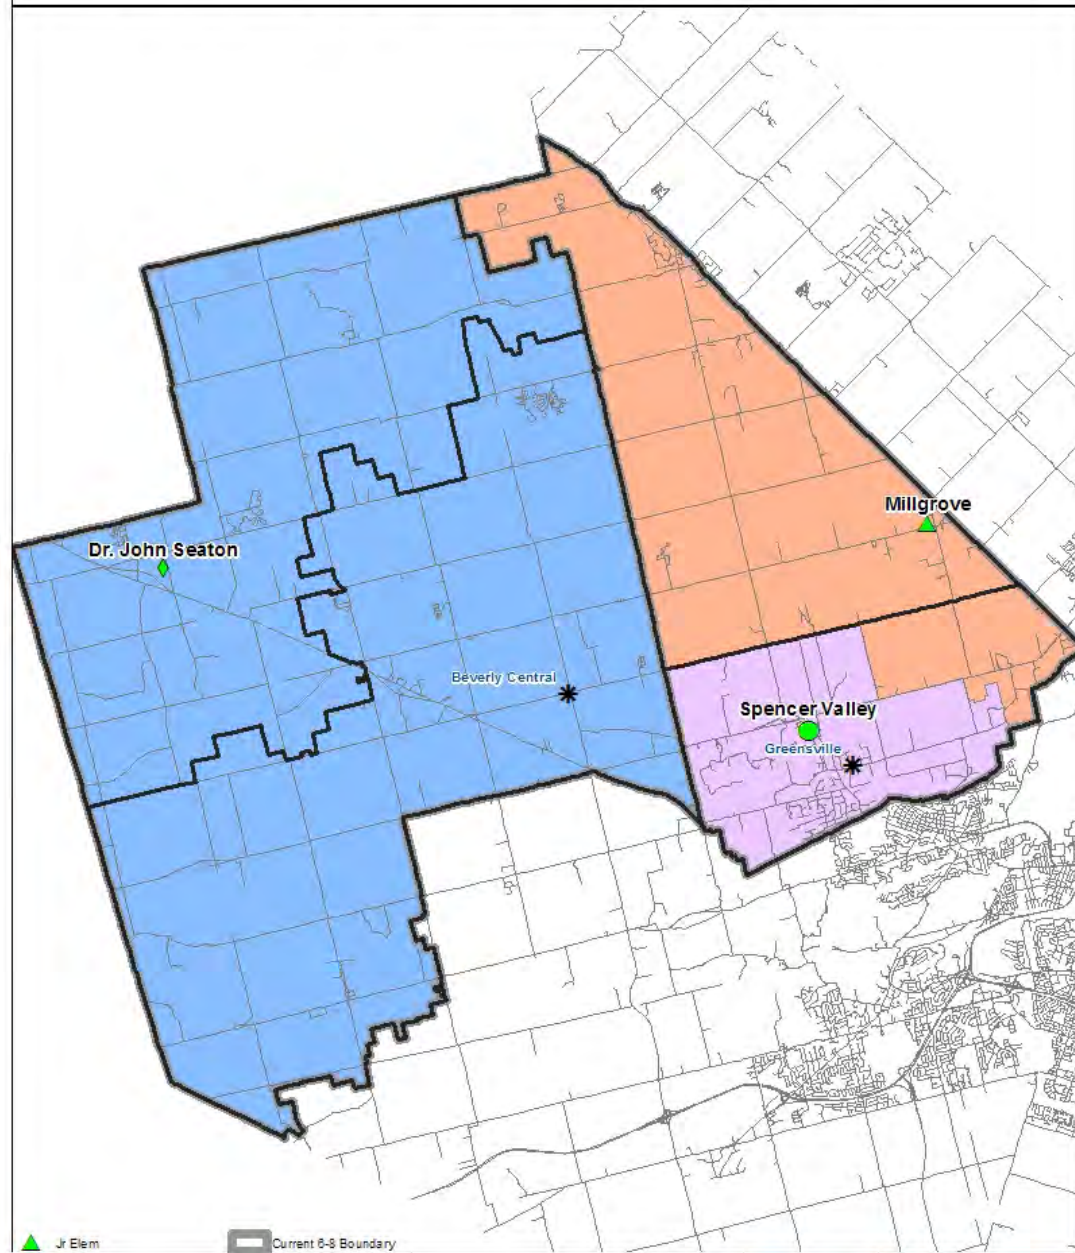 Millgrove
Dr. John Seaton
Beverly Central
Spencer Valley
Greensville
Jr Elem
Current 6-8 Boundary